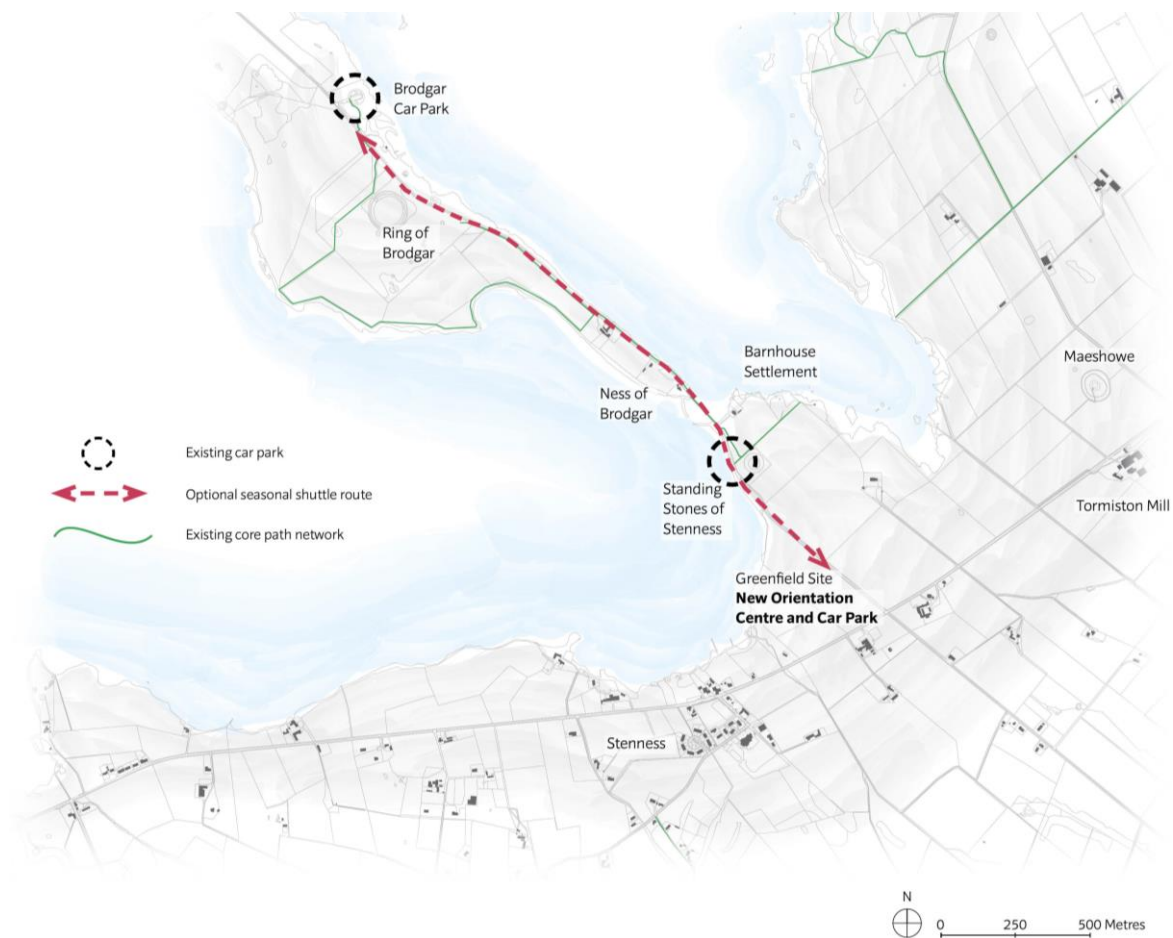 Brodgar
Car Park
Ring of
Brodgar
Barnhouse
Settlement
Maeshowe
Ness of
Brodgar
Existing car park
Optional seasonal shuttle route
Existing core path network
Standing
Stones of
Stenness
Tormiston Mill
Greenfield Site
New Orientation
Centre and Car Park
Stenness
N
0 250 500 Metres